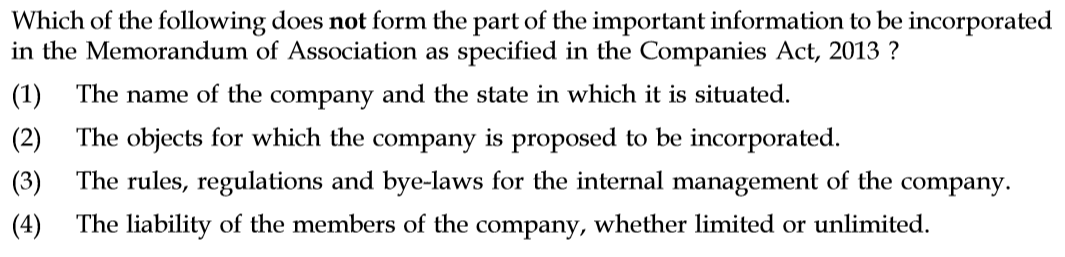 Which of the following does not form the part of the important information to be incorporated
in the Memorandum of Association as specified in the Companies Act, 2013 ?
(1) The name of the company and the state in which it is situated.
(2) The objects for which the company is proposed to be incorporated.
(3) The rules, regulations and bye-laws for the internal management of the company.
(4) The liability of the members of the company, whether limited or unlimited.